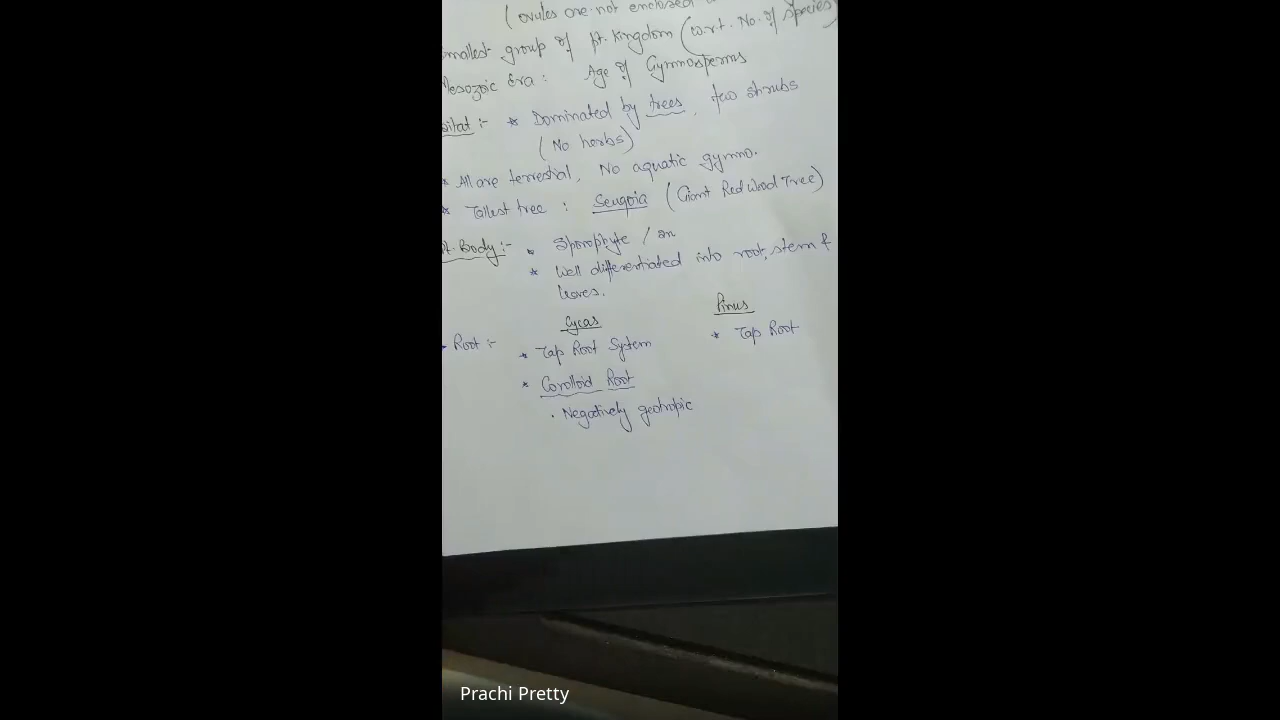 (ovules are not enclosed
smallest group of pt. kingdom (w.r.t. No. of species)
Mesozoic Era : Age of Gymnosperms
bitat :- * Dominated by trees, few shrubs
(No herbs)
* All are terrestrial, No aquatic gymno.
* Tallest tree : Seuqoia (Giant Red Wood Tree)
Pt. Body :- * Sporophyte / 2n
* Well differentiated into root, stem &
leaves.
Cycas Pinus
* Root :- * Tap Root System * Tap Root
* Corolloid Root
· Negatively geotropic
Prachi Pretty